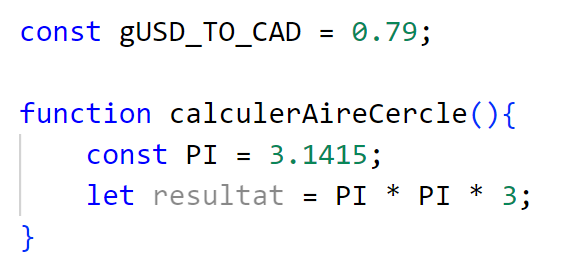 const gUSD_TO_CAD = 0.79;
function calculerAireCercle(){
    const PI = 3.1415;
    let resultat = PI * PI * 3;
}